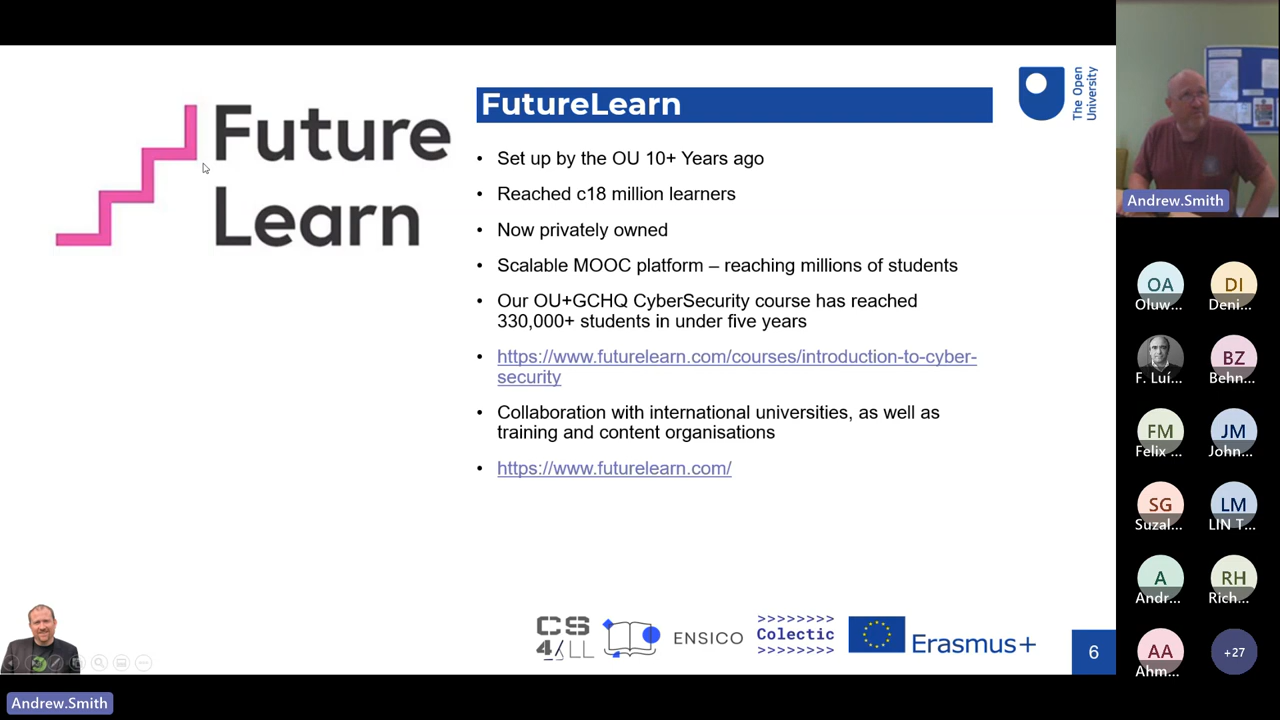 Future
Learn
FutureLearn
The Open
University
• Set up by the OU 10+ Years ago
• Reached c18 million learners
• Now privately owned
• Scalable MOOC platform – reaching millions of students
• Our OU+GCHQ CyberSecurity course has reached
330,000+ students in under five years
• https://www.futurelearn.com/courses/introduction-to-cyber-
security
• Collaboration with international universities, as well as
training and content organisations
• https://www.futurelearn.com/
CS
4ALL
ENSICO
>>>>>>>>
Colectic
>>>>>>>>
Erasmus+
6
Andrew.Smith
Andrew.Smith
OA
DI
Oluw...
Deni...
BZ
F. Luí...
Behn...
FM
JM
Felix ...
John...
SG
LM
Suzal...
LIN T...
A
RH
Andr...
Rich...
AA
+27
Ahm...